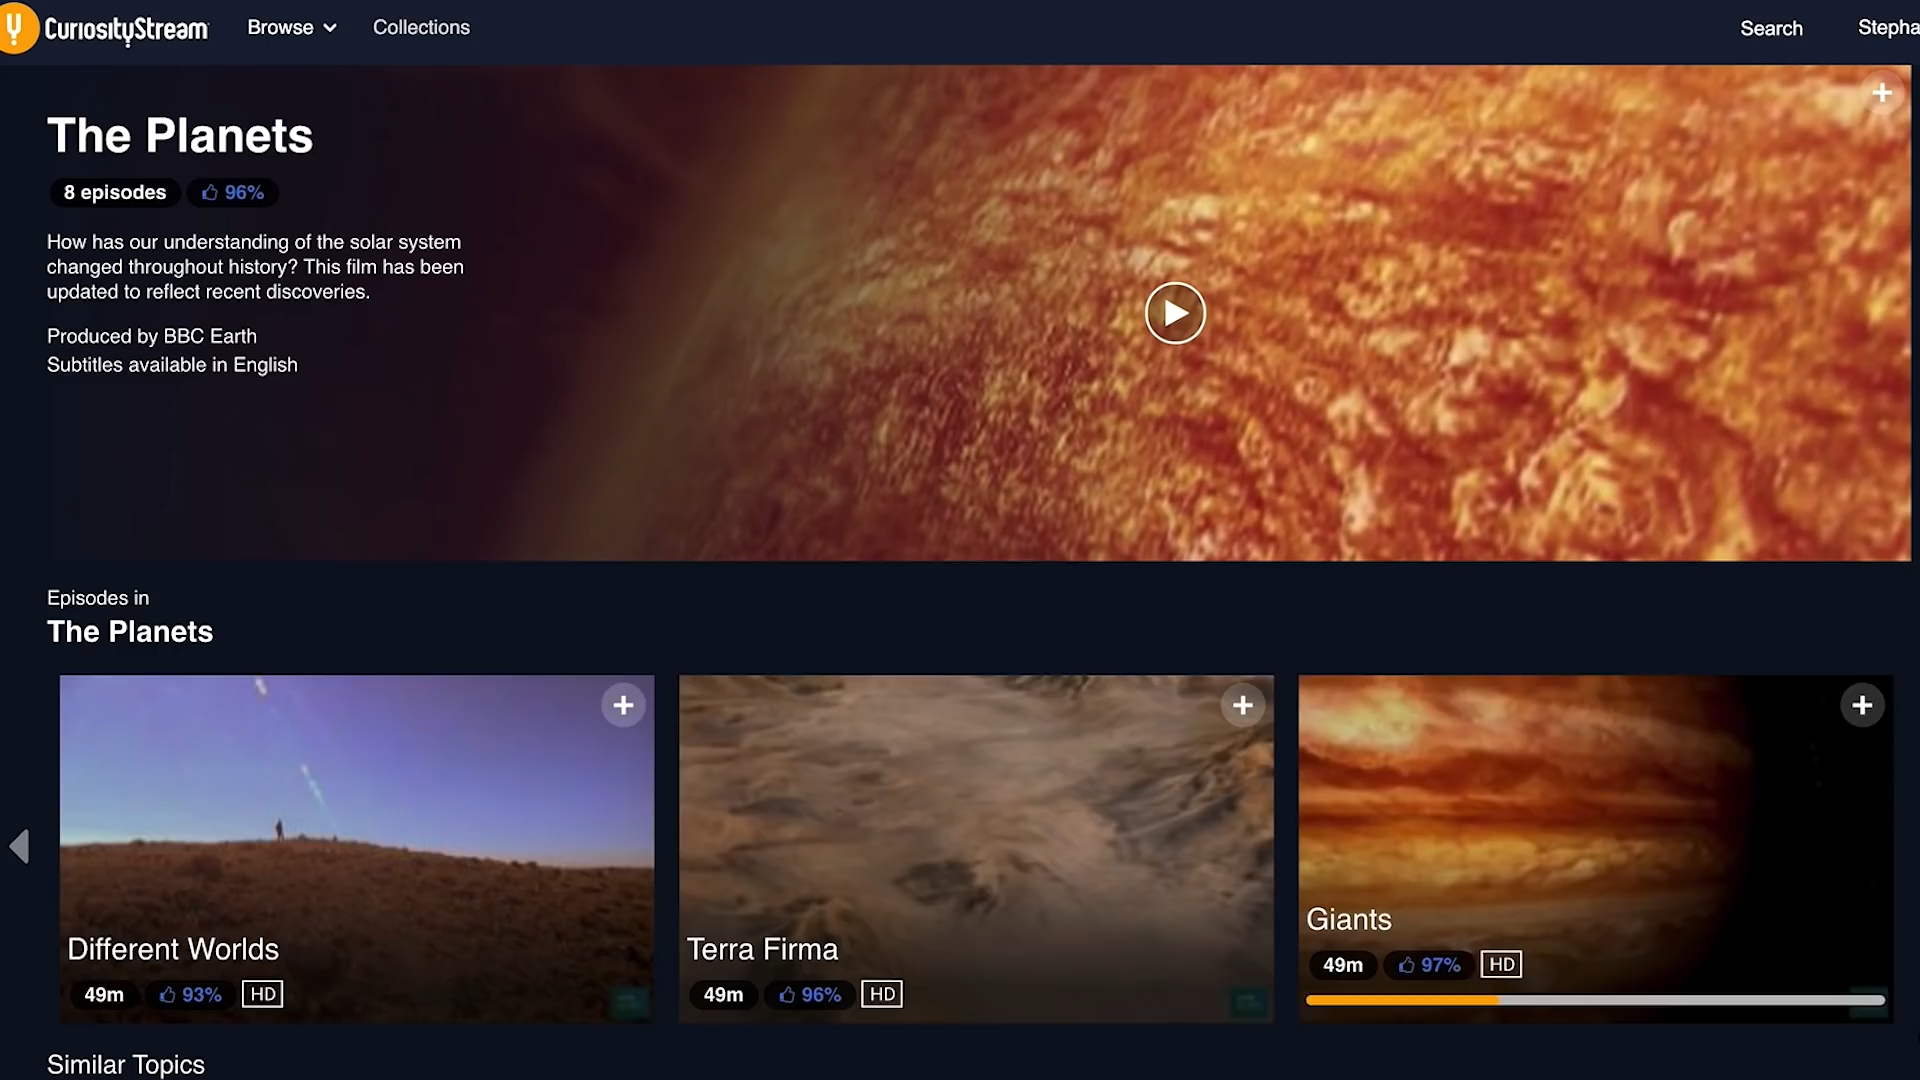 CuriosityStream
Browse
Collections
Search
Stepha
The Planets
8 episodes
96%
How has our understanding of the solar system
changed throughout history? This film has been
updated to reflect recent discoveries.
Produced by BBC Earth
Subtitles available in English
Episodes in
The Planets
Different Worlds
49m
93%
HD
Terra Firma
49m
96%
HD
Giants
49m
97%
HD
Similar Topics